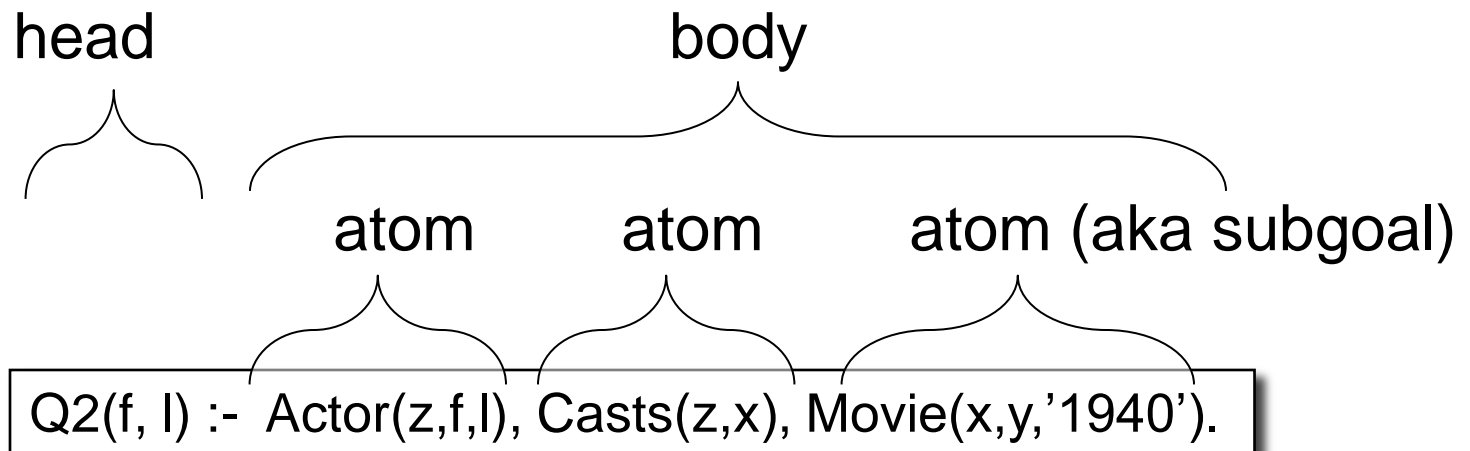 head body
atom atom atom (aka subgoal)
Q2(f, l) :- Actor(z,f,l), Casts(z,x), Movie(x,y,’1940’).